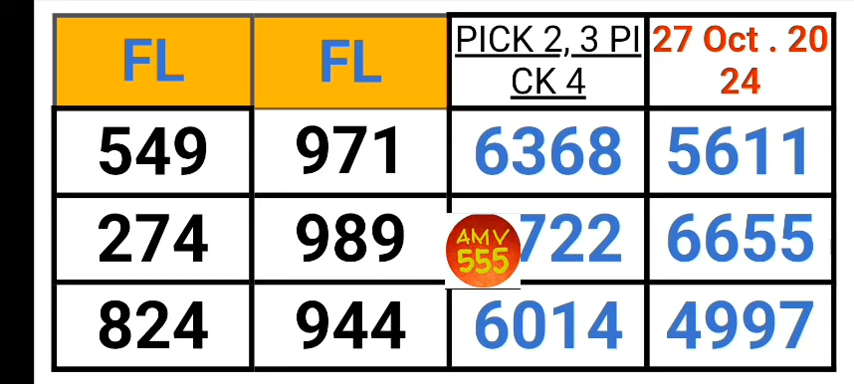 FL FL PICK 2, 3 PI 27 Oct . 20
CK 4 24
549 971 6368 5611
274 989 722 6655
AMV
555
824 944 6014 4997